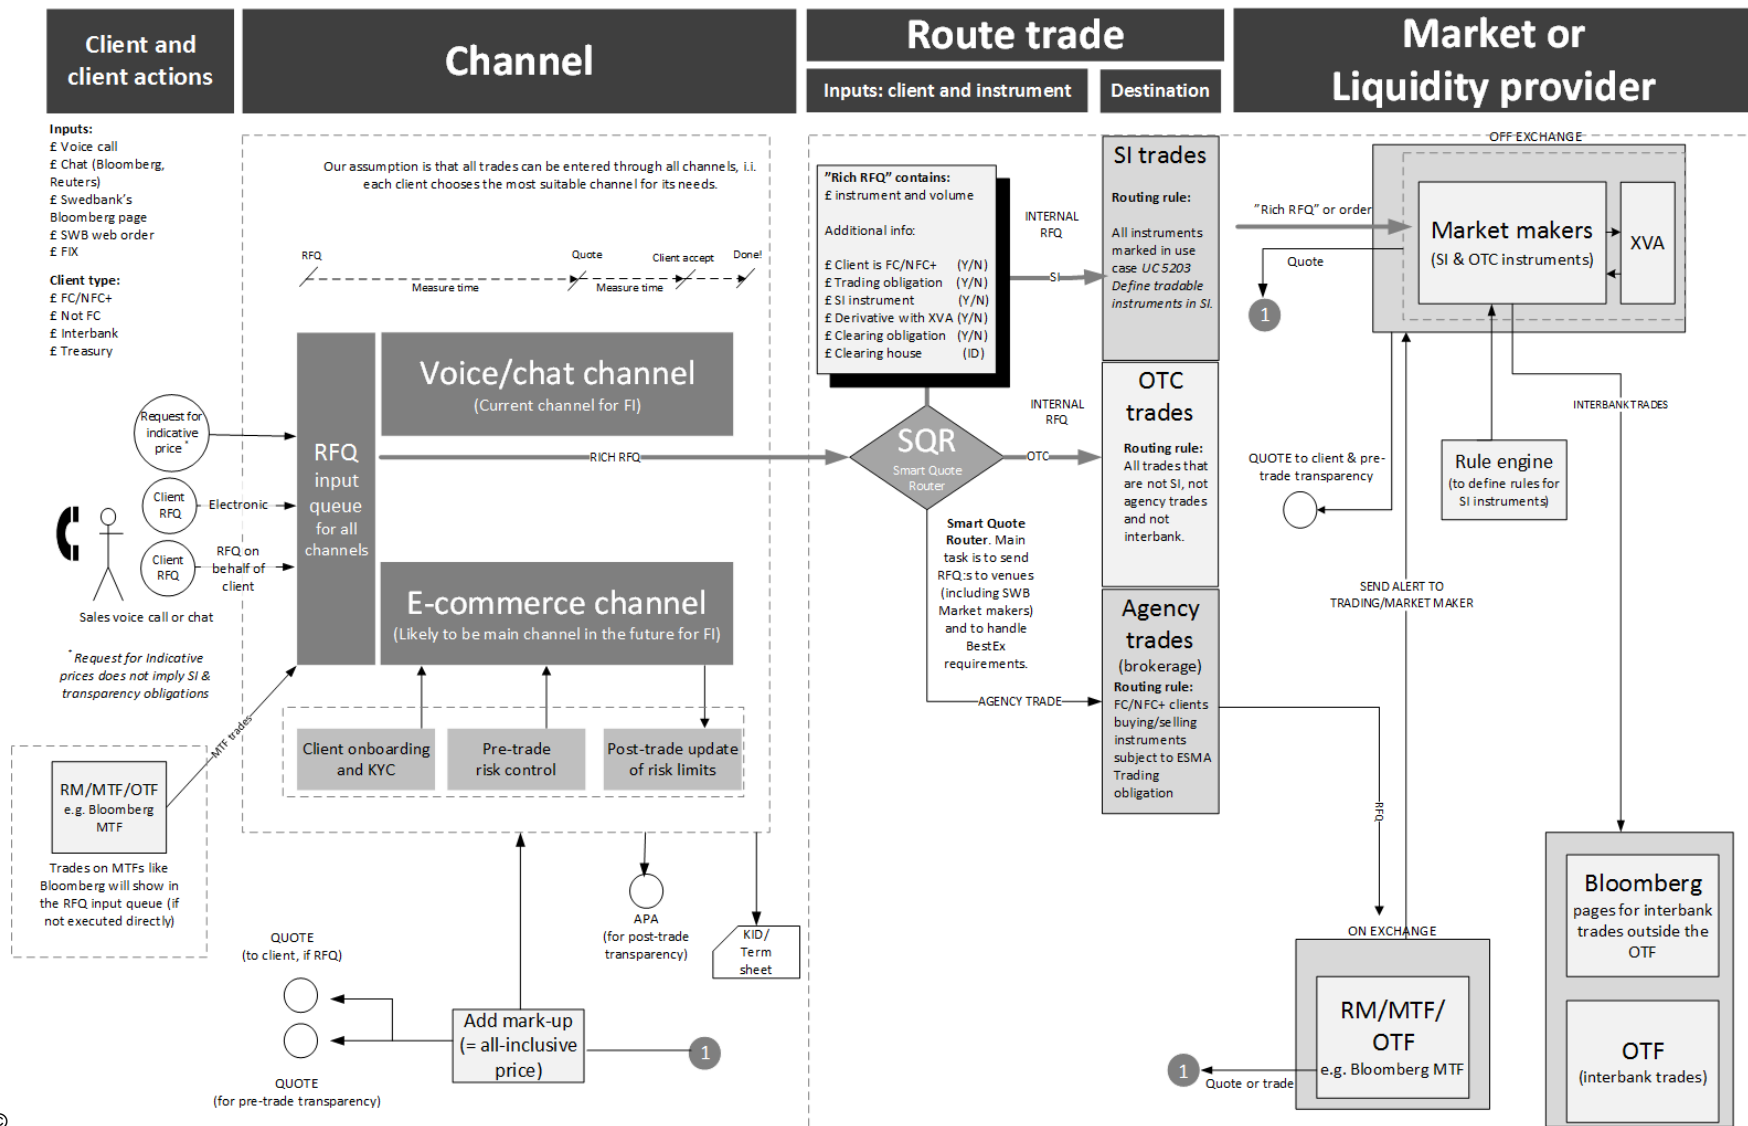 Client and
client actions
Channel
Route trade
Inputs: client and instrument
Destination
Market or
Liquidity provider
Inputs:
£ Voice call
£ Chat (Bloomberg,
Reuters)
£ Swedbank's
Bloomberg page
£ SWB web order
£ FIX
Client type:
£ FC/NFC+
£ Not FC
£ Interbank
£ Treasury
Request for
indicative
price *
Client
RFQ
Electronic
Client
RFQ
RFQ on
behalf of
client
Sales voice call or chat
* Request for Indicative
prices does not imply SI &
transparency obligations
MTF trades
RM/MTF/OTF
e.g. Bloomberg
MTF
Trades on MTFs like
Bloomberg will show in
the RFQ input queue (if
not executed directly)
Our assumption is that all trades can be entered through all channels, i.i.
each client chooses the most suitable channel for its needs.
RFQ
Quote
Client accept
Done!
Measure time
Measure time
RFQ
input
queue
for all
channels
Voice/chat channel
(Current channel for FI)
RICH RFQ
E-commerce channel
(Likely to be main channel in the future for FI)
Client onboarding
and KYC
Pre-trade
risk control
Post-trade update
of risk limits
APA
(for post-trade
transparency)
KID/
Term
sheet
QUOTE
(to client, if RFQ)
QUOTE
(for pre-trade transparency)
Add mark-up
(= all-inclusive
price)
1
"Rich RFQ" contains:
£ instrument and volume
Additional info:
£ Client is FC/NFC+ (Y/N)
£ Trading obligation (Y/N)
£ SI instrument (Y/N)
£ Derivative with XVA (Y/N)
£ Clearing obligation (Y/N)
£ Clearing house (ID)
INTERNAL
RFQ
SI
SQR
Smart Quote
Router
INTERNAL
RFQ
OTC
Smart Quote
Router. Main
task is to send
RFQ:s to venues
(including SWB
Market makers)
and to handle
BestEx
requirements.
AGENCY TRADE
SI trades
Routing rule:
All instruments
marked in use
case UC 5203
Define tradable
instruments in SI.
OTC
trades
Routing rule:
All trades that
are not SI, not
agency trades
and not
interbank.
Agency
trades
(brokerage)
Routing rule:
FC/NFC+ clients
buying/selling
instruments
subject to ESMA
Trading
obligation
OFF EXCHANGE
"Rich RFQ" or order
Quote
1
Market makers
(SI & OTC instruments)
XVA
INTERBANK TRADES
QUOTE to client & pre-
trade transparency
Rule engine
(to define rules for
SI instruments)
SEND ALERT TO
TRADING/MARKET MAKER
RFQ
ON EXCHANGE
RM/MTF/
OTF
e.g. Bloomberg MTF
1
Quote or trade
Bloomberg
pages for interbank
trades outside the
OTF
OTF
(interbank trades)
©